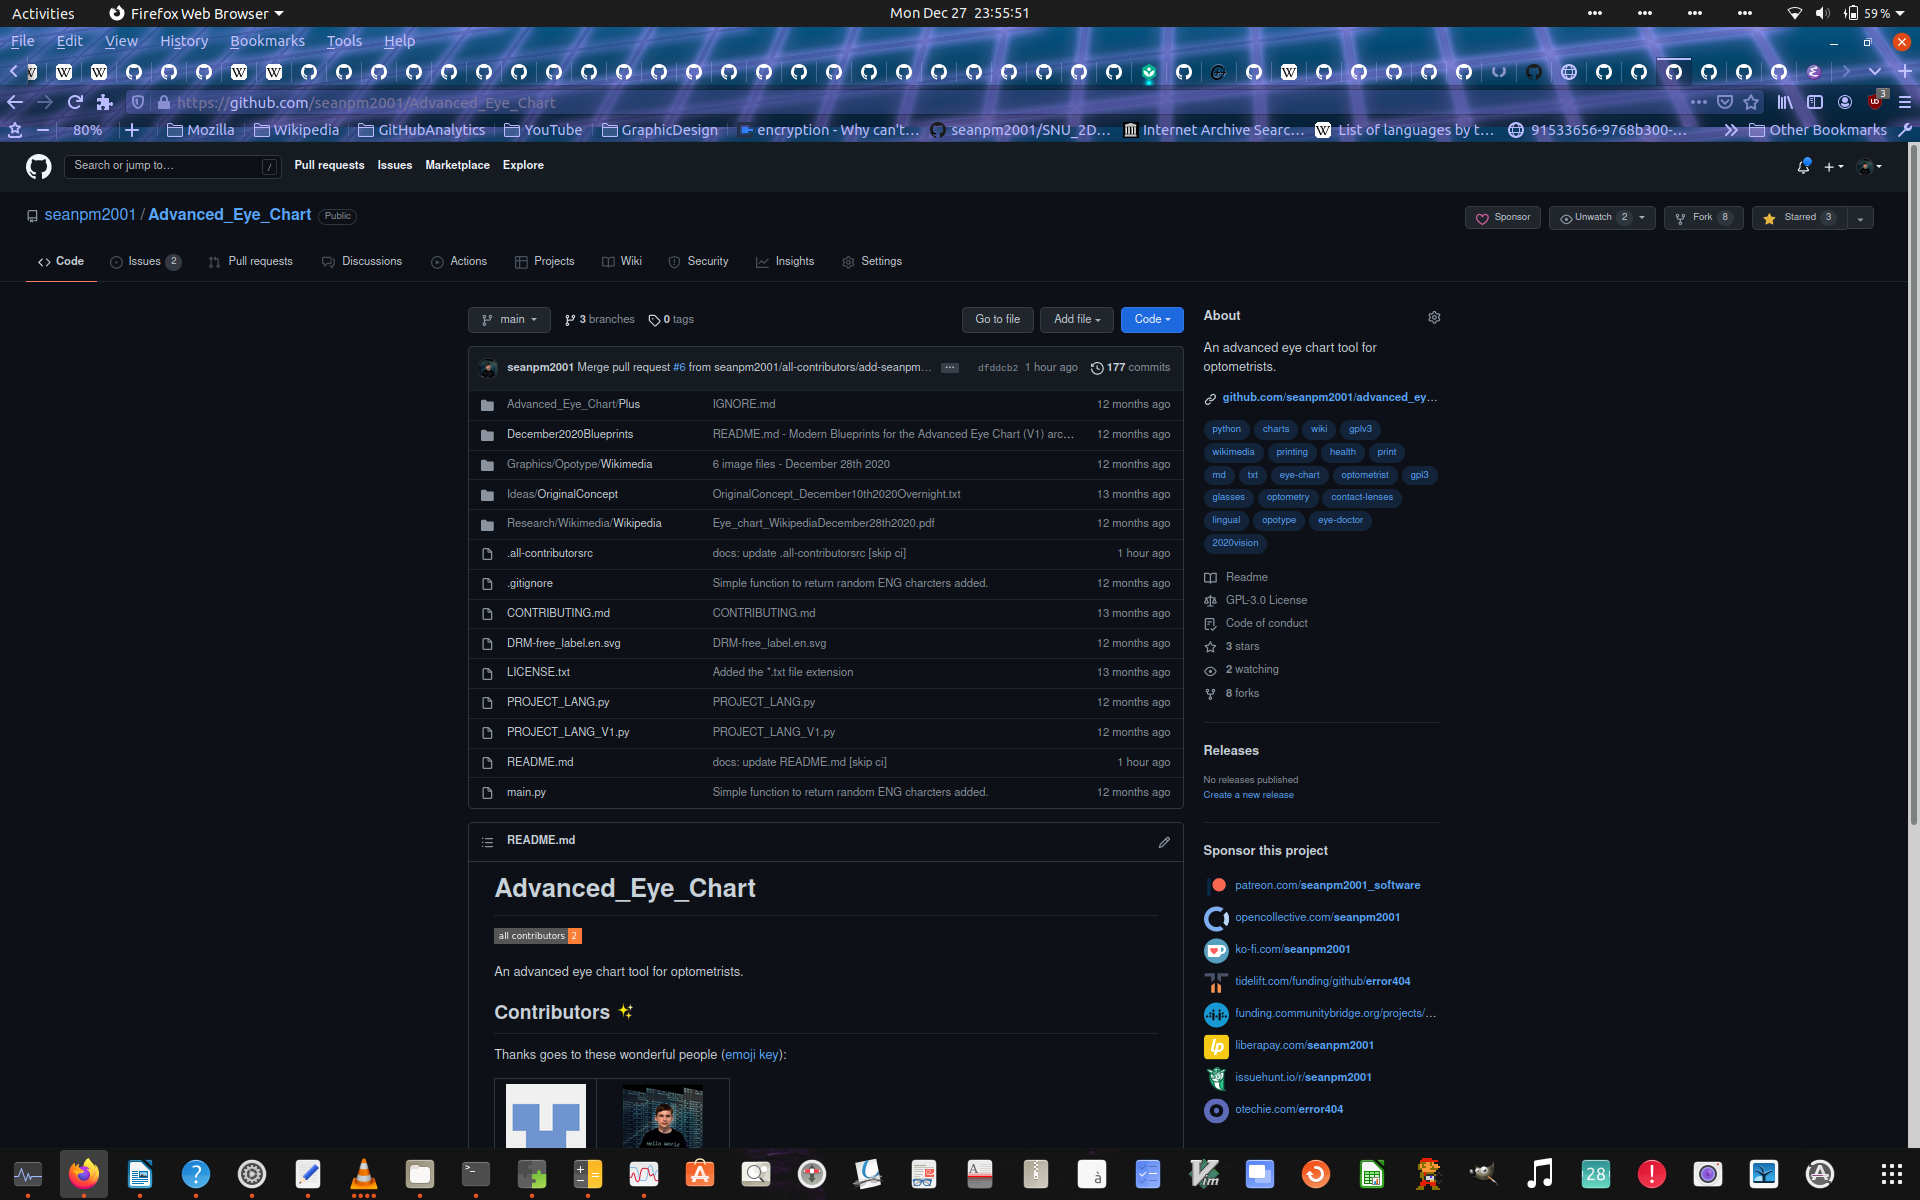 Activities Firefox Web Browser Mon Dec 27 23:55:51 59 %
File Edit View History Bookmarks Tools Help
https://github.com/seanpm2001/Advanced_Eye_Chart 3
80% Mozilla Wikipedia GitHubAnalytics YouTube GraphicDesign encryption - Why can't… seanpm2001/SNU_2D… Internet Archive Searc… List of languages by t… 91533656-9768b300-… Other Bookmarks
Search or jump to… / Pull requests Issues Marketplace Explore
seanpm2001 / Advanced_Eye_Chart Public Sponsor Unwatch 2 Fork 8 Starred 3
Code Issues 2 Pull requests Discussions Actions Projects Wiki Security Insights Settings
main 3 branches 0 tags Go to file Add file Code
seanpm2001 Merge pull request #6 from seanpm2001/all-contributors/add-seanpm… … dfddcb2 1 hour ago 177 commits
Advanced_Eye_Chart/Plus IGNORE.md 12 months ago
December2020Blueprints README.md - Modern Blueprints for the Advanced Eye Chart (V1) arc… 12 months ago
Graphics/Opotype/Wikimedia 6 image files - December 28th 2020 12 months ago
Ideas/OriginalConcept OriginalConcept_December10th2020Overnight.txt 13 months ago
Research/Wikimedia/Wikipedia Eye_chart_WikipediaDecember28th2020.pdf 12 months ago
.all-contributorsrc docs: update .all-contributorsrc [skip ci] 1 hour ago
.gitignore Simple function to return random ENG charcters added. 12 months ago
CONTRIBUTING.md CONTRIBUTING.md 13 months ago
DRM-free_label.en.svg DRM-free_label.en.svg 12 months ago
LICENSE.txt Added the *.txt file extension 13 months ago
PROJECT_LANG.py PROJECT_LANG.py 12 months ago
PROJECT_LANG_V1.py PROJECT_LANG_V1.py 12 months ago
README.md docs: update README.md [skip ci] 1 hour ago
main.py Simple function to return random ENG charcters added. 12 months ago
README.md
Advanced_Eye_Chart
all contributors 2
An advanced eye chart tool for optometrists.
Contributors ✨
Thanks goes to these wonderful people (emoji key):
Hello World
About
An advanced eye chart tool for
optometrists.
github.com/seanpm2001/advanced_ey…
python charts wiki gplv3
wikimedia printing health print
md txt eye-chart optometrist gpl3
glasses optometry contact-lenses
lingual opotype eye-doctor
2020vision
Readme
GPL-3.0 License
Code of conduct
3 stars
2 watching
8 forks
Releases
No releases published
Create a new release
Sponsor this project
patreon.com/seanpm2001_software
opencollective.com/seanpm2001
ko-fi.com/seanpm2001
tidelift.com/funding/github/error404
funding.communitybridge.org/projects/…
liberapay.com/seanpm2001
issuehunt.io/r/seanpm2001
otechie.com/error404
28